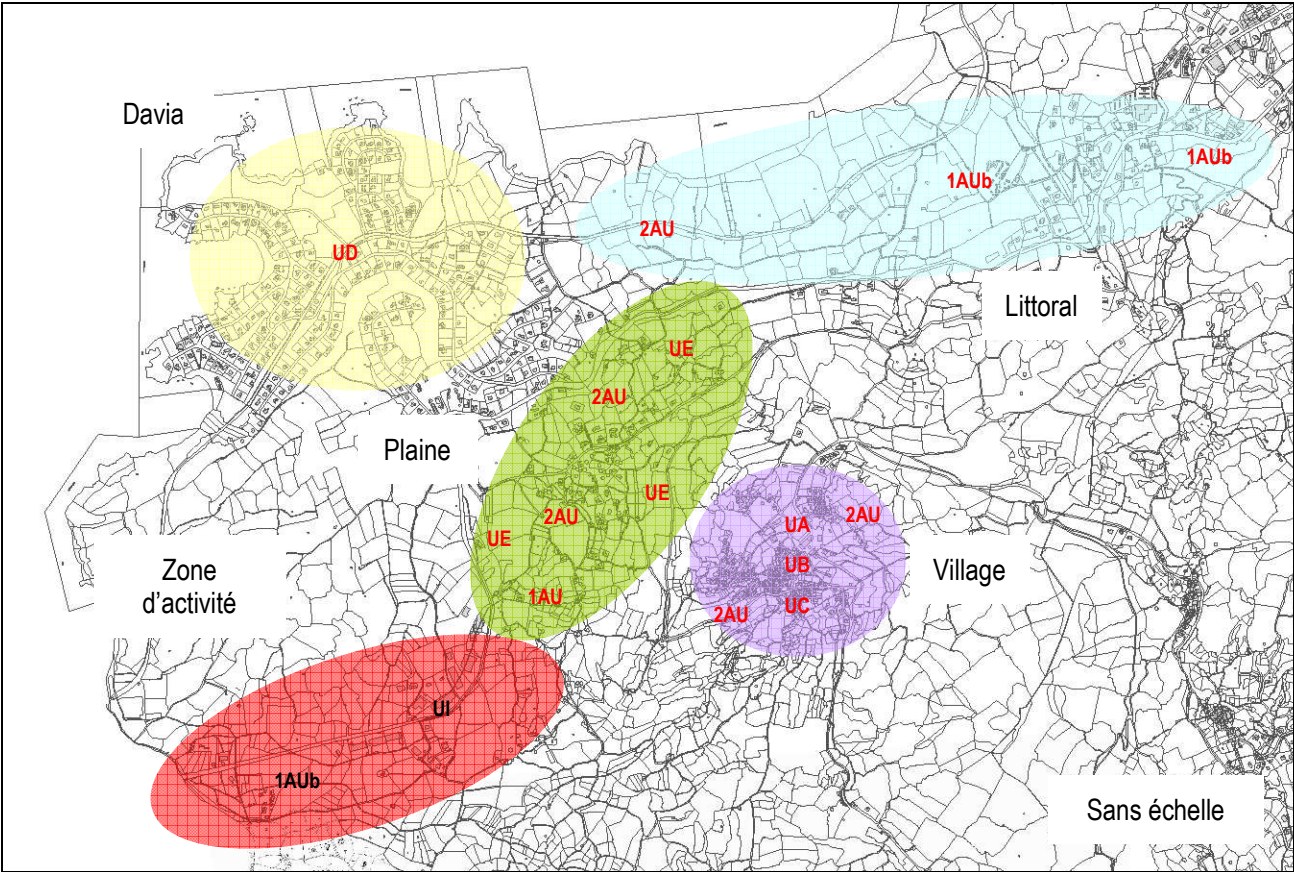 Davia
1AUb
1AUb
2AU
UD
Littoral
UE
2AU
Plaine
UE
2AU
UA
2AU
UE
Zone
d'activité
UB
Village
1AU
UC
2AU
UI
1AUb
Sans échelle